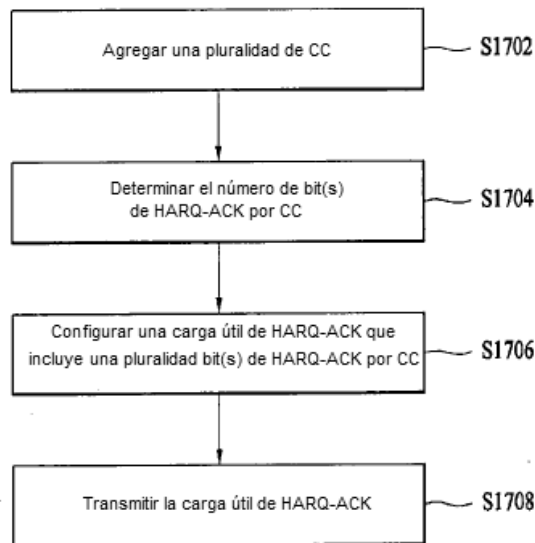 Agregar una pluralidad de CC
S1702
Determinar el número de bit(s)
de HARQ-ACK por CC
S1704
Configurar una carga útil de HARQ-ACK que
incluye una pluralidad bit(s) de HARQ-ACK por CC
S1706
Transmitir la carga útil de HARQ-ACK
S1708